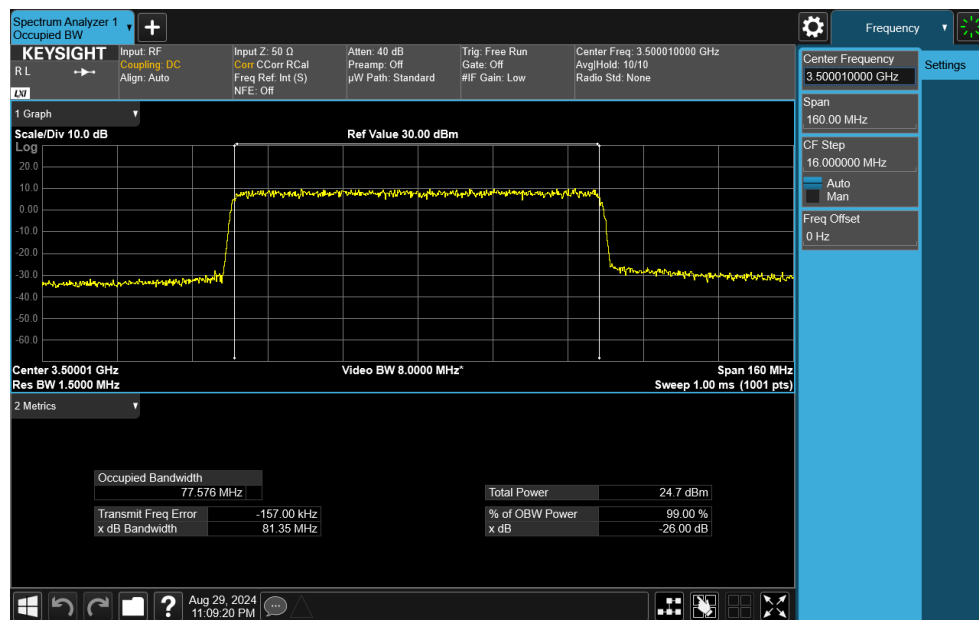 Spectrum Analyzer 1
Occupied BW
Frequency
KEYSIGHT
R L
LXI
Input: RF
Coupling: DC
Align: Auto
Input Z: 50 Ω
Corr CCorr RCal
Freq Ref: Int (S)
NFE: Off
Atten: 40 dB
Preamp: Off
µW Path: Standard
Trig: Free Run
Gate: Off
#IF Gain: Low
Center Freq: 3.500010000 GHz
Avg|Hold: 10/10
Radio Std: None
Center Frequency
3.500010000 GHz
Settings
Span
160.00 MHz
CF Step
16.000000 MHz
Auto
Man
Freq Offset
0 Hz
1 Graph
Scale/Div 10.0 dB
Ref Value 30.00 dBm
Log
20.0
10.0
0.00
-10.0
-20.0
-30.0
-40.0
-50.0
-60.0
Center 3.50001 GHz
Video BW 8.0000 MHz*
Span 160 MHz
Res BW 1.5000 MHz
Sweep 1.00 ms (1001 pts)
2 Metrics
Occupied Bandwidth
77.576 MHz
Total Power 24.7 dBm
Transmit Freq Error -157.00 kHz
% of OBW Power 99.00 %
x dB Bandwidth 81.35 MHz
x dB -26.00 dB
?
Aug 29, 2024
11:09:20 PM